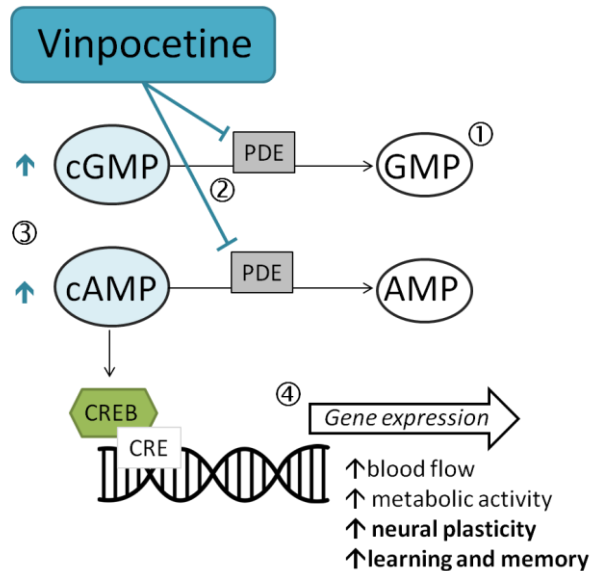 Vinpocetine
①
cGMP
PDE
GMP
②
③
cAMP
PDE
AMP
CREB
CRE
④
Gene expression
↑blood flow
↑ metabolic activity
↑ neural plasticity
↑learning and memory